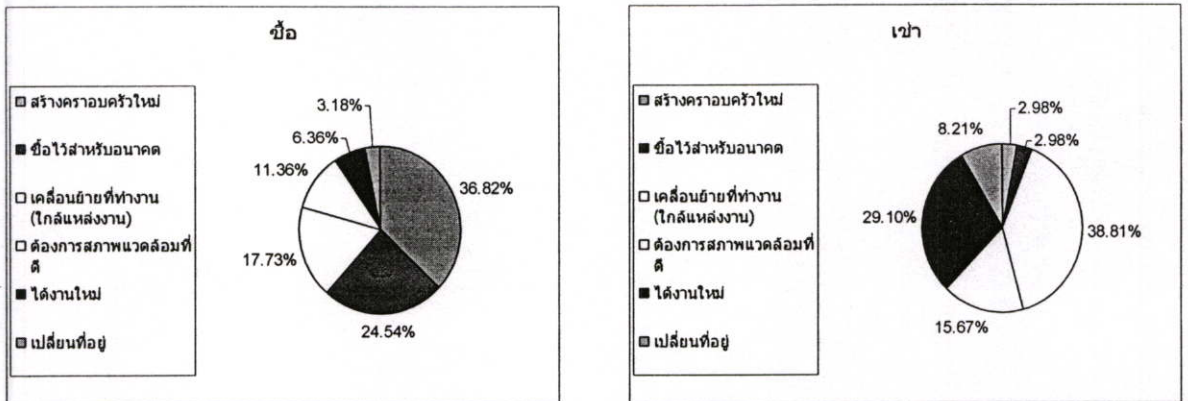 ซื้อ
สร้างคราอบครัวใหม่
ซื้อไว้สำหรับอนาคต
เคลื่อนย้ายที่ทำงาน
(ใกล้แหล่งงาน)
ต้องการสภาพแวดล้อมที่
ดี
ได้งานใหม่
เปลี่ยนที่อยู่
3.18%
6.36%
11.36%
36.82%
17.73%
24.54%
เช่า
สร้างคราอบครัวใหม่
ซื้อไว้สำหรับอนาคต
เคลื่อนย้ายที่ทำงาน
(ใกล้แหล่งงาน)
ต้องการสภาพแวดล้อมที่
ดี
ได้งานใหม่
เปลี่ยนที่อยู่
2.98%
8.21%
2.98%
29.10%
38.81%
15.67%